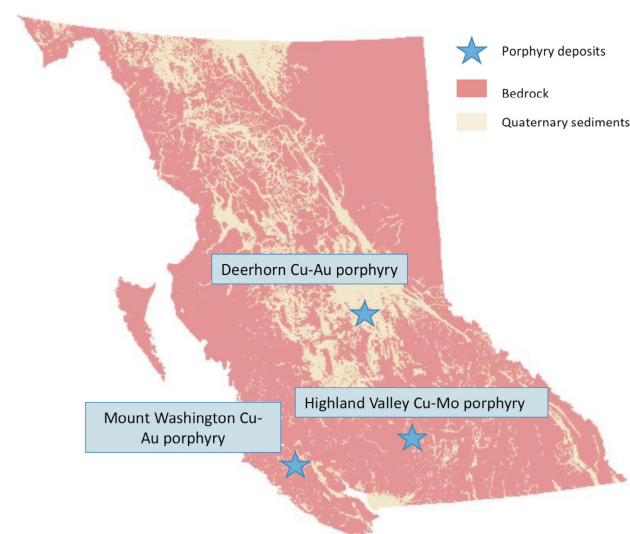 Porphyry deposits
Bedrock
Quaternary sediments
Deerhorn Cu-Au porphyry
Highland Valley Cu-Mo porphyry
Mount Washington Cu-
Au porphyry